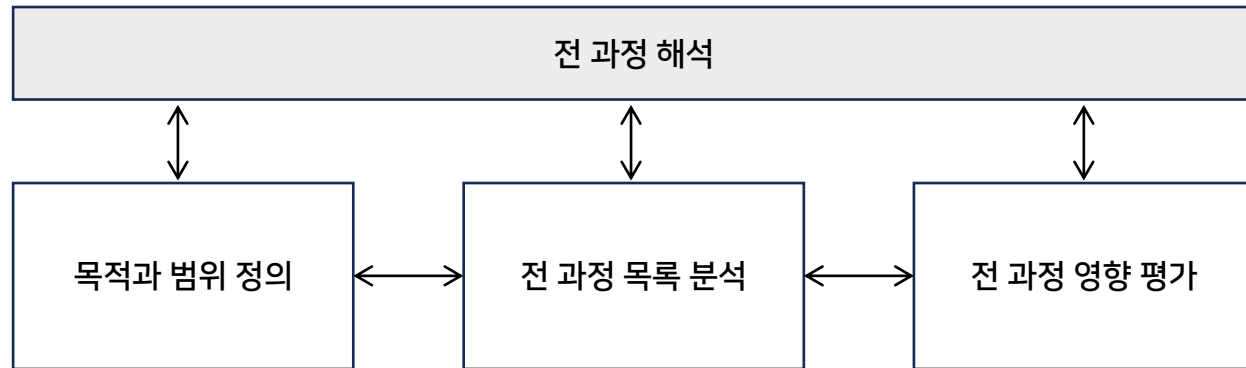 전 과정 해석
목적과 범위 정의
전 과정 목록 분석
전 과정 영향 평가